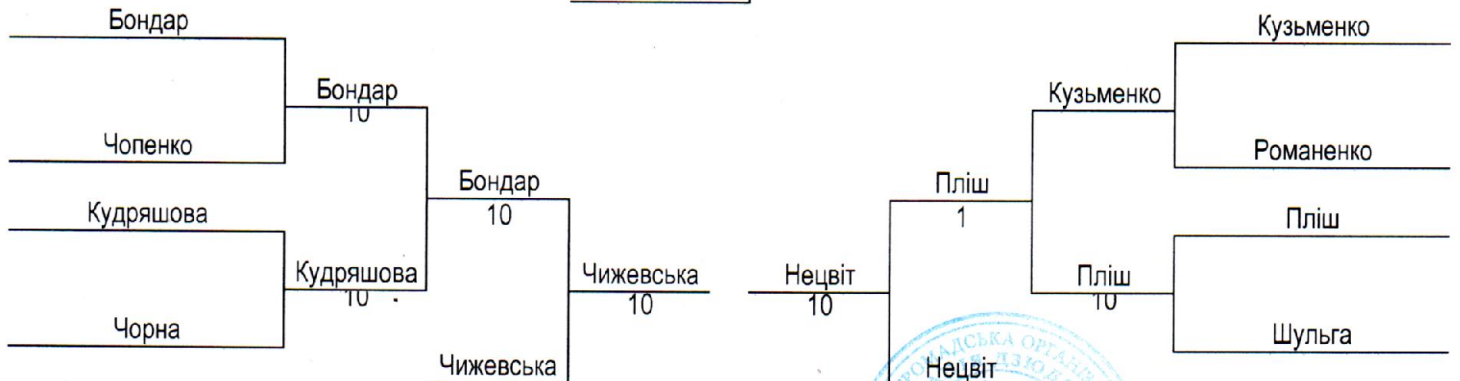 Бондар
Кузьменко
Бондар
10
Кузьменко
Чопенко
Романенко
Бондар
10
Пліш
1
Кудряшова
Пліш
Кудряшова
10
Чижевська
10
Нецвіт
10
Пліш
10
Чорна
Шульга
Чижевська
Нецвіт